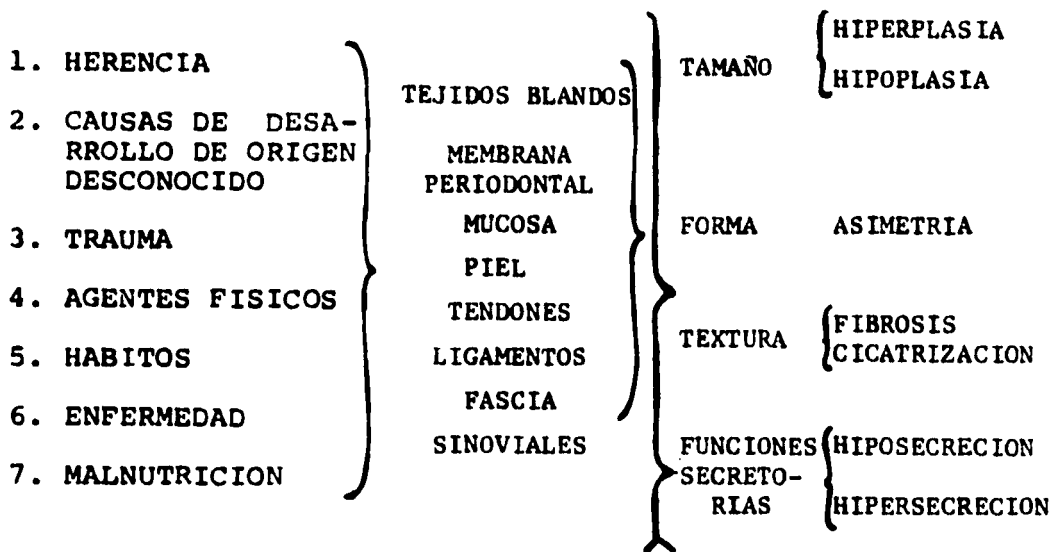 1. HERENCIA
2. CAUSAS DE DESA-
RROLLO DE ORIGEN
DESCONOCIDO
3. TRAUMA
4. AGENTES FISICOS
5. HABITOS
6. ENFERMEDAD
7. MALNUTRICION
TEJIDOS BLANDOS
MEMBRANA
PERIODONTAL
MUCOSA
PIEL
TENDONES
LIGAMENTOS
FASCIA
SINOVIALES
TAMAÑO
HIPERPLASIA
HIPOPLASIA
FORMA
ASIMETRIA
TEXTURA
FIBROSIS
CICATRIZACION
FUNCIONES
SECRETO-
RIAS
HIPOSECRECION
HIPERSECRECION